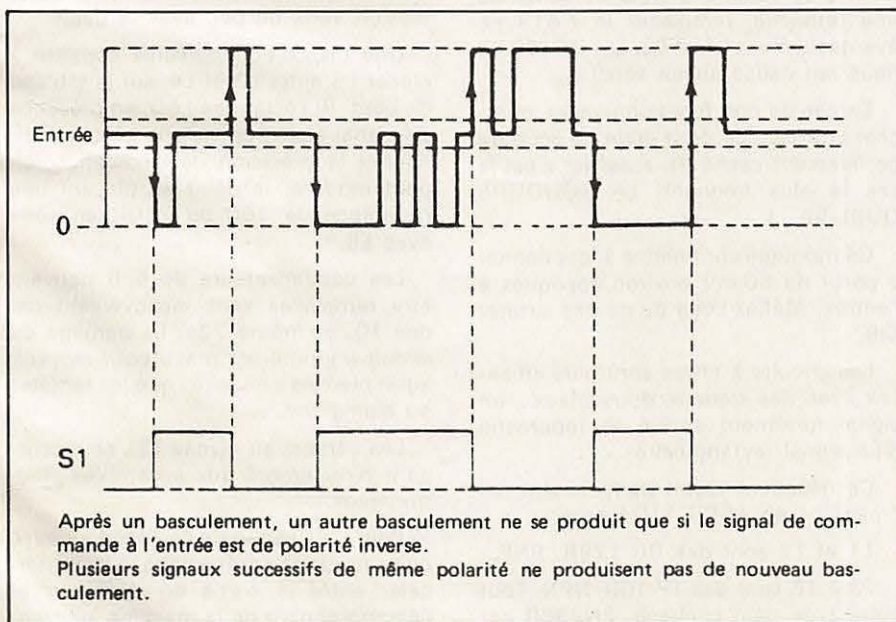 Entrée
0
S1
Après un basculement, un autre basculement ne se produit que si le signal de com-
mande à l'entrée est de polarité inverse.
Plusieurs signaux successifs de même polarité ne produisent pas de nouveau bas-
culement.